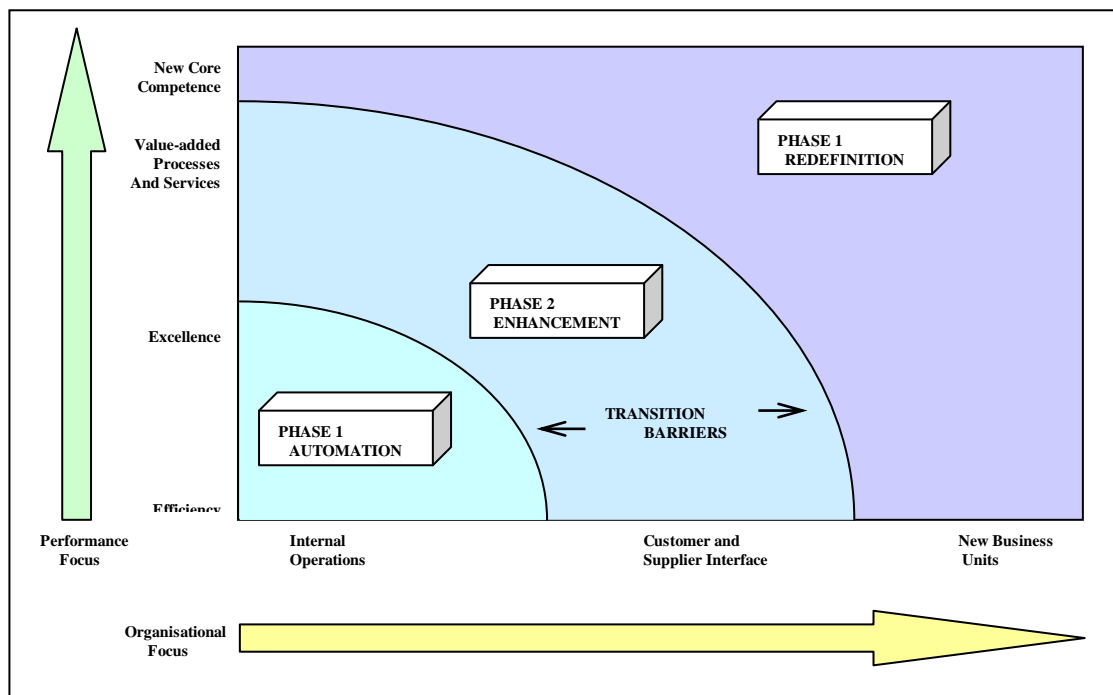 New Core
Competence
Value-added
Processes
And Services
Excellence
Efficiency
Performance
Focus
PHASE 1
REDEFINITION
PHASE 2
ENHANCEMENT
TRANSITION
BARRIERS
PHASE 1
AUTOMATION
Internal
Operations
Customer and
Supplier Interface
New Business
Units
Organisational
Focus